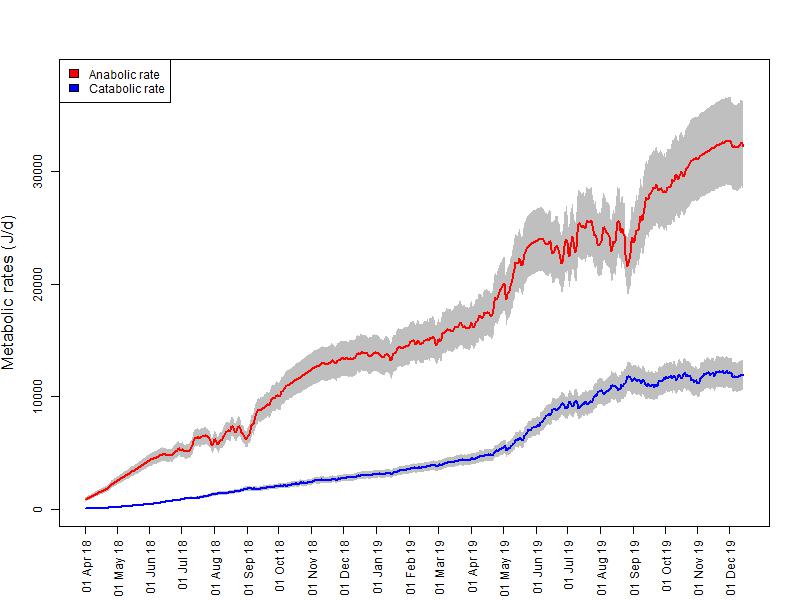 Anabolic rate
Catabolic rate
Metabolic rates (J/d)
30000
20000
10000
0
01 Apr 18
01 May 18
01 Jun 18
01 Jul 18
01 Aug 18
01 Sep 18
01 Oct 18
01 Nov 18
01 Dec 18
01 Jan 19
01 Feb 19
01 Mar 19
01 Apr 19
01 May 19
01 Jun 19
01 Jul 19
01 Aug 19
01 Sep 19
01 Oct 19
01 Nov 19
01 Dec 19